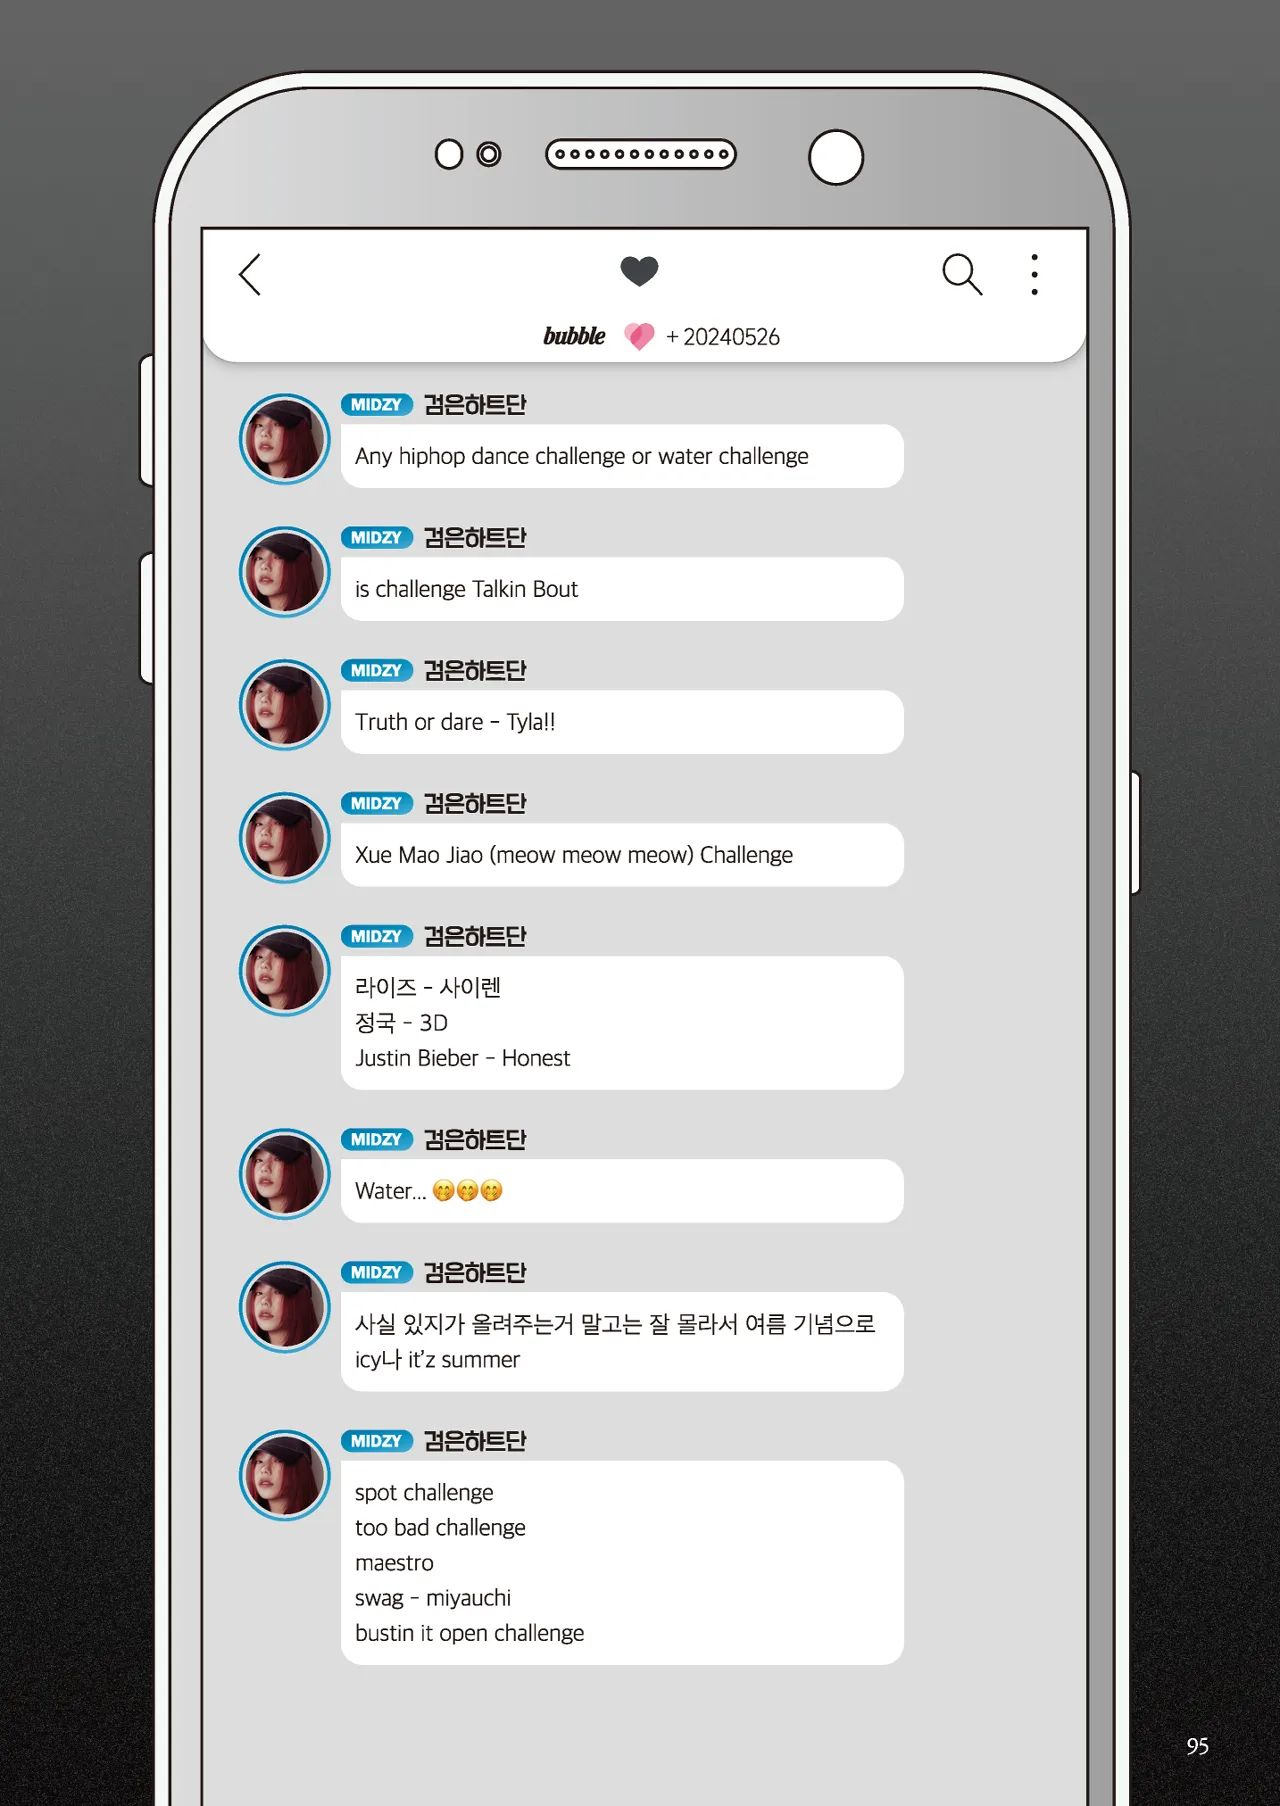 bubble + 20240526
MIDZY 검은하트단
Any hiphop dance challenge or water challenge
MIDZY 검은하트단
is challenge Talkin Bout
MIDZY 검은하트단
Truth or dare - Tyla!!
MIDZY 검은하트단
Xue Mao Jiao (meow meow meow) Challenge
MIDZY 검은하트단
라이즈 - 사이렌
정국 - 3D
Justin Bieber - Honest
MIDZY 검은하트단
Water... 🤭🤭🤭
MIDZY 검은하트단
사실 있지가 올려주는거 말고는 잘 몰라서 여름 기념으로
icy나 it’z summer
MIDZY 검은하트단
spot challenge
too bad challenge
maestro
swag - miyauchi
bustin it open challenge
95